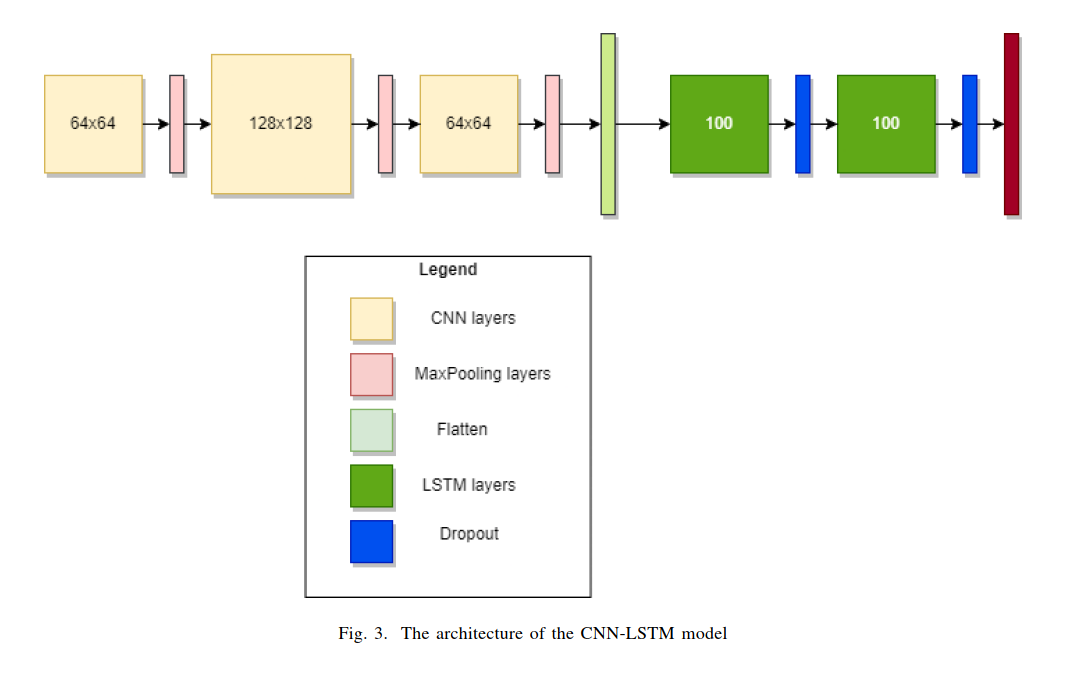 64x64
128x128
64x64
100
100
Legend
CNN layers
MaxPooling layers
Flatten
LSTM layers
Dropout
Fig. 3. The architecture of the CNN-LSTM model